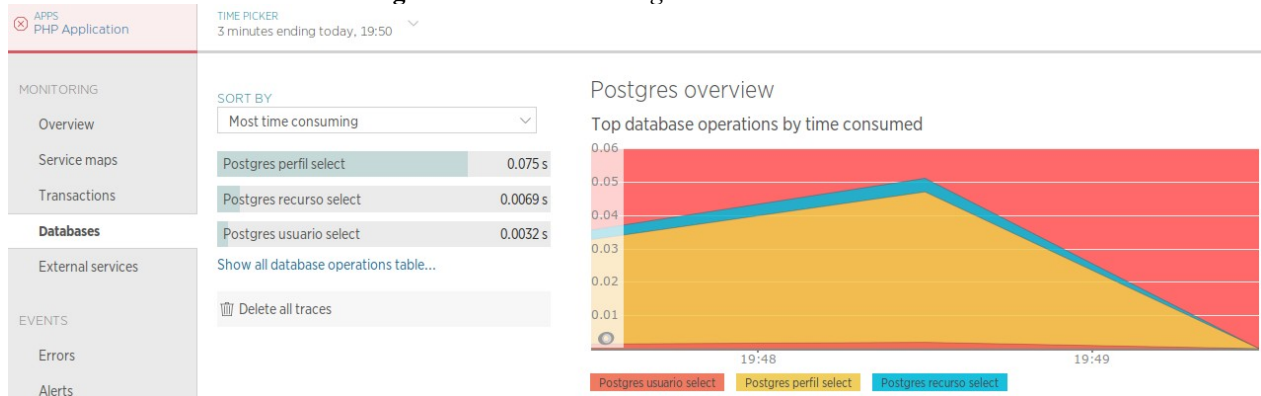 APPS
PHP Application
TIME PICKER
3 minutes ending today, 19:50
MONITORING
Overview
Service maps
Transactions
Databases
External services
EVENTS
Errors
Alerts
SORT BY
Most time consuming
Postgres perfil select 0.075 s
Postgres recurso select 0.0069 s
Postgres usuario select 0.0032 s
Show all database operations table...
Delete all traces
Postgres overview
Top database operations by time consumed
0.06
0.05
0.04
0.03
0.02
0.01
19:48 19:49
Postgres usuario select Postgres perfil select Postgres recurso select